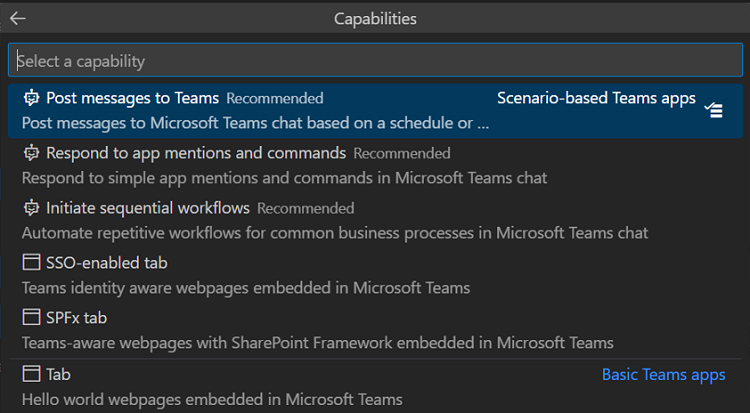 Capabilities
Select a capability
Post messages to Teams Recommended Scenario-based Teams apps
Post messages to Microsoft Teams chat based on a schedule or ...
Respond to app mentions and commands Recommended
Respond to simple app mentions and commands in Microsoft Teams chat
Initiate sequential workflows Recommended
Automate repetitive workflows for common business processes in Microsoft Teams chat
SSO-enabled tab
Teams identity aware webpages embedded in Microsoft Teams
SPFx tab
Teams-aware webpages with SharePoint Framework embedded in Microsoft Teams
Tab Basic Teams apps
Hello world webpages embedded in Microsoft Teams